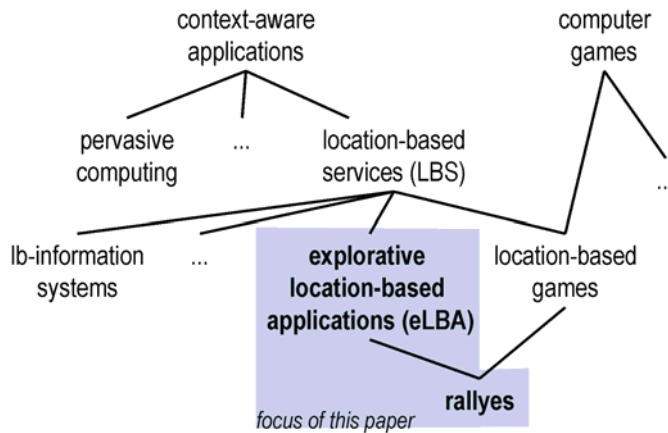 context-aware
applications
computer
games
pervasive
computing
...
location-based
services (LBS)
..
lb-information
systems
...
explorative
location-based
applications (eLBA)
location-based
games
rallyes
focus of this paper